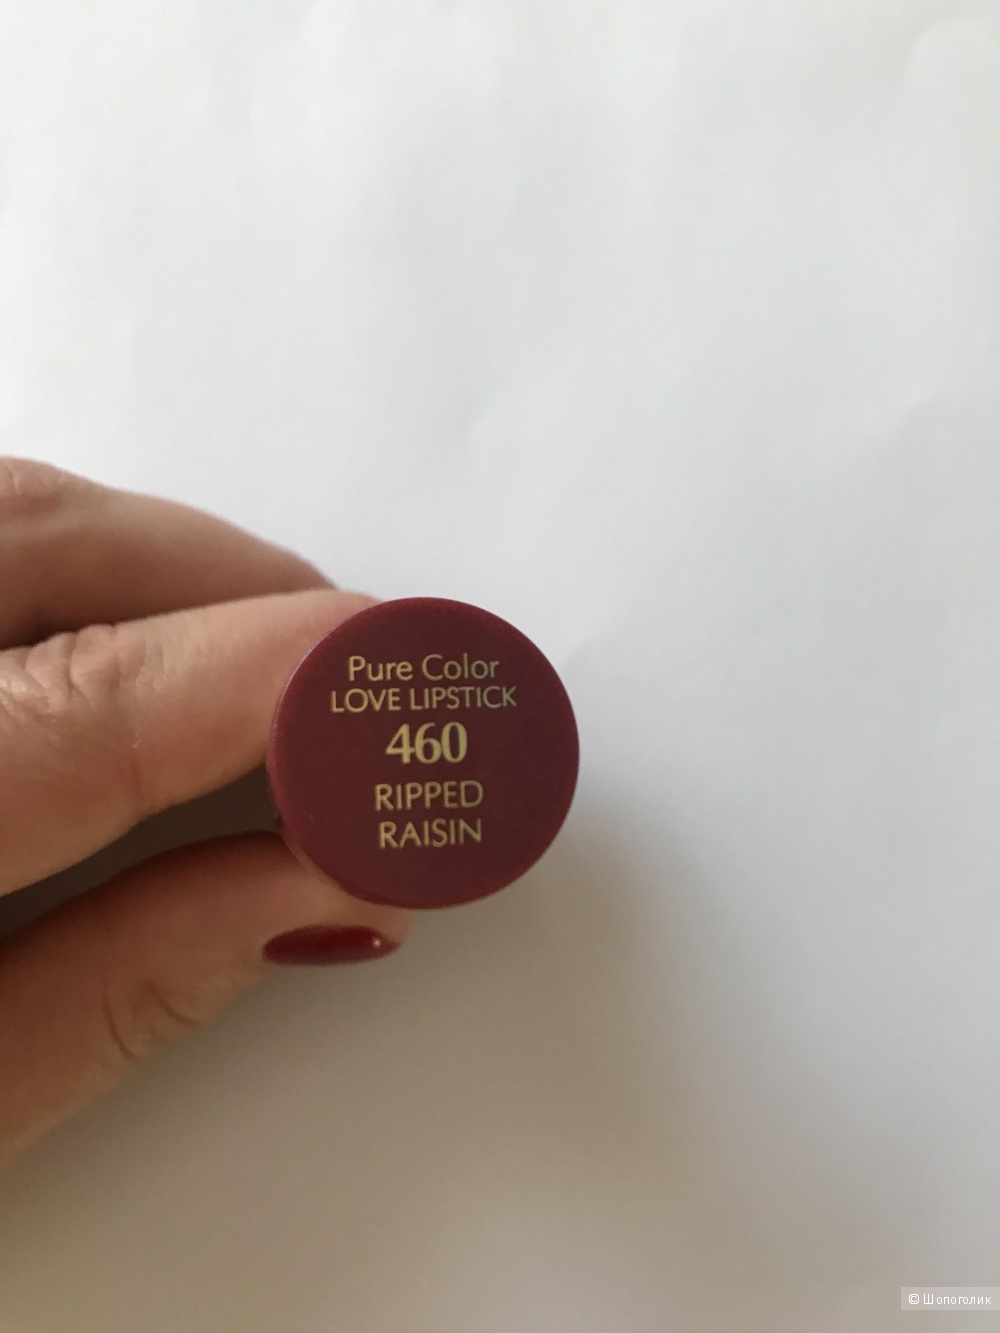 Pure Color
LOVE LIPSTICK
460
RIPPED
RAISIN
© Шопоголик